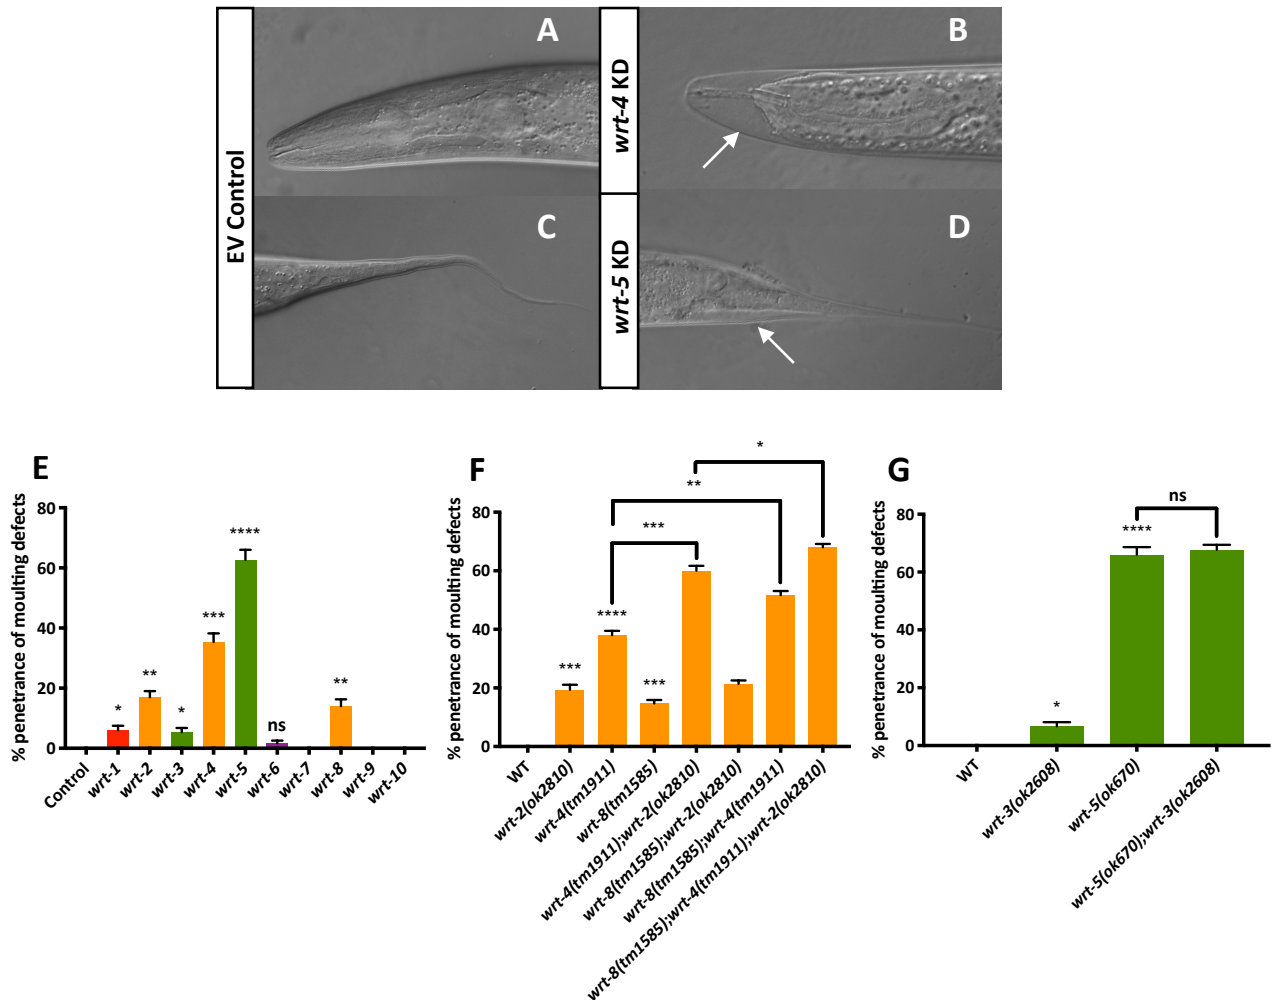 A
B
EV Control
wrt-4 KD
C
D
wrt-5 KD
E
% penetrance of moulting defects
80
60
40
20
0
*
**
*
***
****
ns
**
Control
wrt-1
wrt-2
wrt-3
wrt-4
wrt-5
wrt-6
wrt-7
wrt-8
wrt-9
wrt-10
F
% penetrance of moulting defects
80
60
40
20
0
***
****
***
***
**
*
WT
wrt-2(ok2810)
wrt-4(tm1911)
wrt-8(tm1585)
wrt-4(tm1911);wrt-2(ok2810)
wrt-8(tm1585);wrt-2(ok2810)
wrt-8(tm1585);wrt-4(tm1911)
wrt-8(tm1585);wrt-4(tm1911);wrt-2(ok2810)
G
% penetrance of moulting defects
80
60
40
20
0
*
****
ns
WT
wrt-3(ok2608)
wrt-5(ok670)
wrt-5(ok670);wrt-3(ok2608)